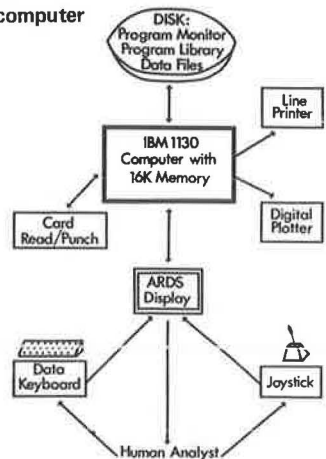 computer
DISK:
Program Monitor
Program Library
Data Files
Line
Printer
IBM 1130
Computer with
16K Memory
Card
Read/Punch
Digital
Plotter
ARDS
Display
Data
Keyboard
Joystick
Human Analyst